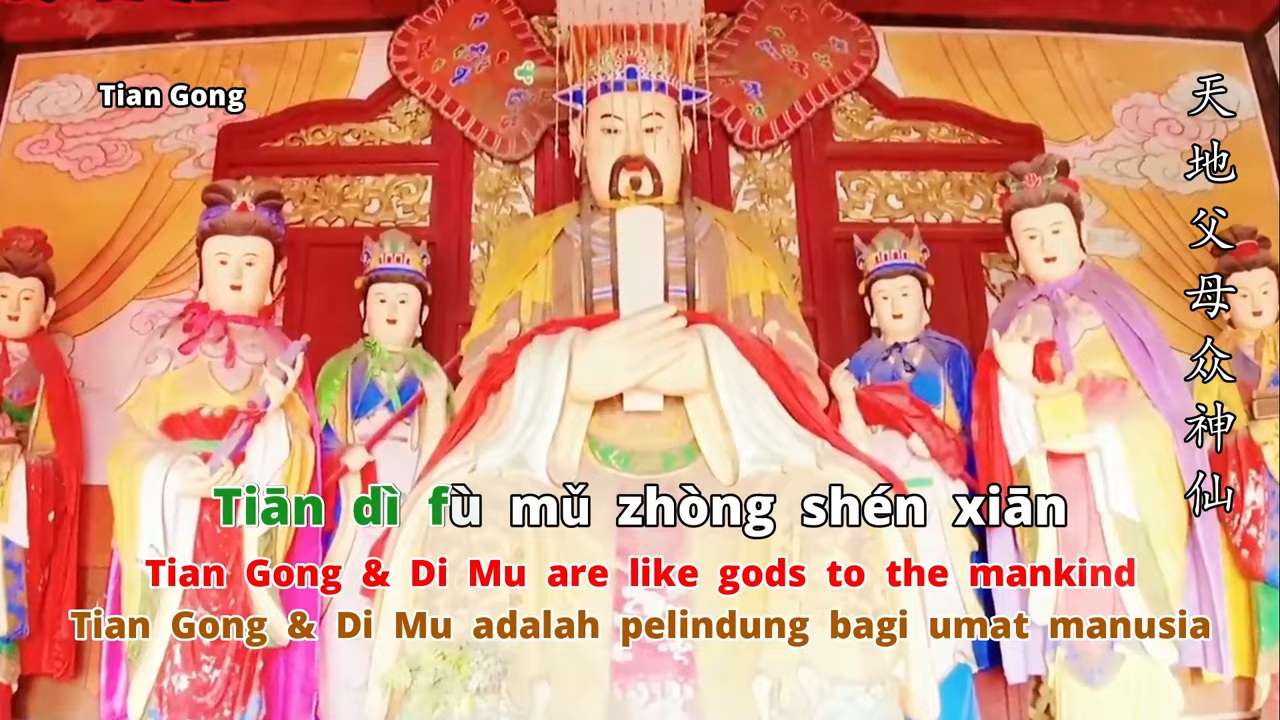 Tian Gong
天地父母众神仙
Tiān dì fù mǔ zhòng shén xiān
Tian Gong & Di Mu are like gods to the mankind
Tian Gong & Di Mu adalah pelindung bagi umat manusia